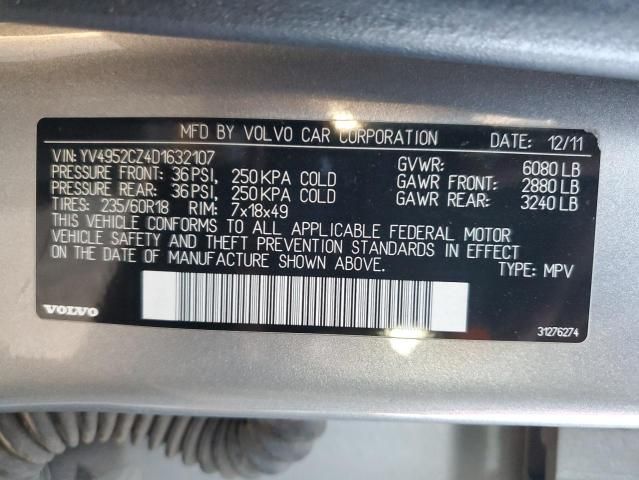 MFD BY VOLVO CAR CORPORATION DATE: 12/11
VIN: YV4952CZ4D1632107 GVWR: 6080 LB
PRESSURE FRONT: 36 PSI, 250 KPA COLD GAWR FRONT: 2880 LB
PRESSURE REAR: 36 PSI, 250 KPA COLD GAWR REAR: 3240 LB
TIRES: 235/60R18 RIM: 7x18x49
THIS VEHICLE CONFORMS TO ALL APPLICABLE FEDERAL MOTOR
VEHICLE SAFETY AND THEFT PREVENTION STANDARDS IN EFFECT
ON THE DATE OF MANUFACTURE SHOWN ABOVE. TYPE: MPV
VOLVO 31276274